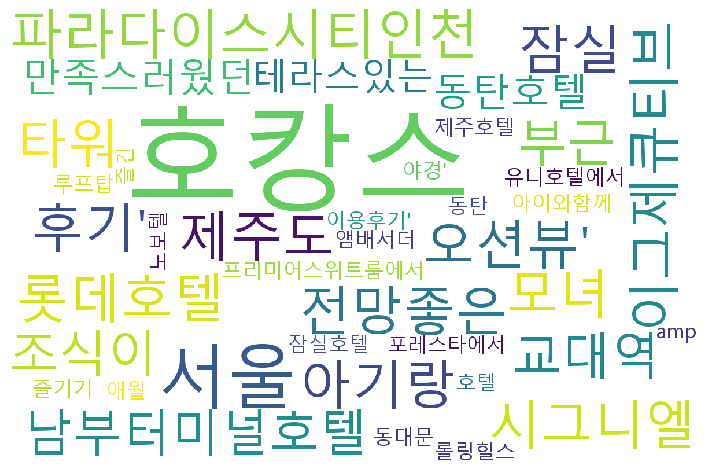 파라다이스시티인천
잠실
만족스러웠던
테라스있는
동탄호텔
이그제큐티브
타워
즐긴
호캉스
제주호텔
부근
루프탑
야경'
유니호텔에서
후기'
노보텔
제주도
이용후기'
동탄
아이와함께
앰배서더
오션뷰'
프리미어스위트룸에서
롯데호텔
전망좋은
모녀
조식이
서울
잠실호텔
포레스타에서
교대역
amp
즐기기
애월
아기랑
호텔
남부터미널호텔
동대문
시그니엘
롤링힐스